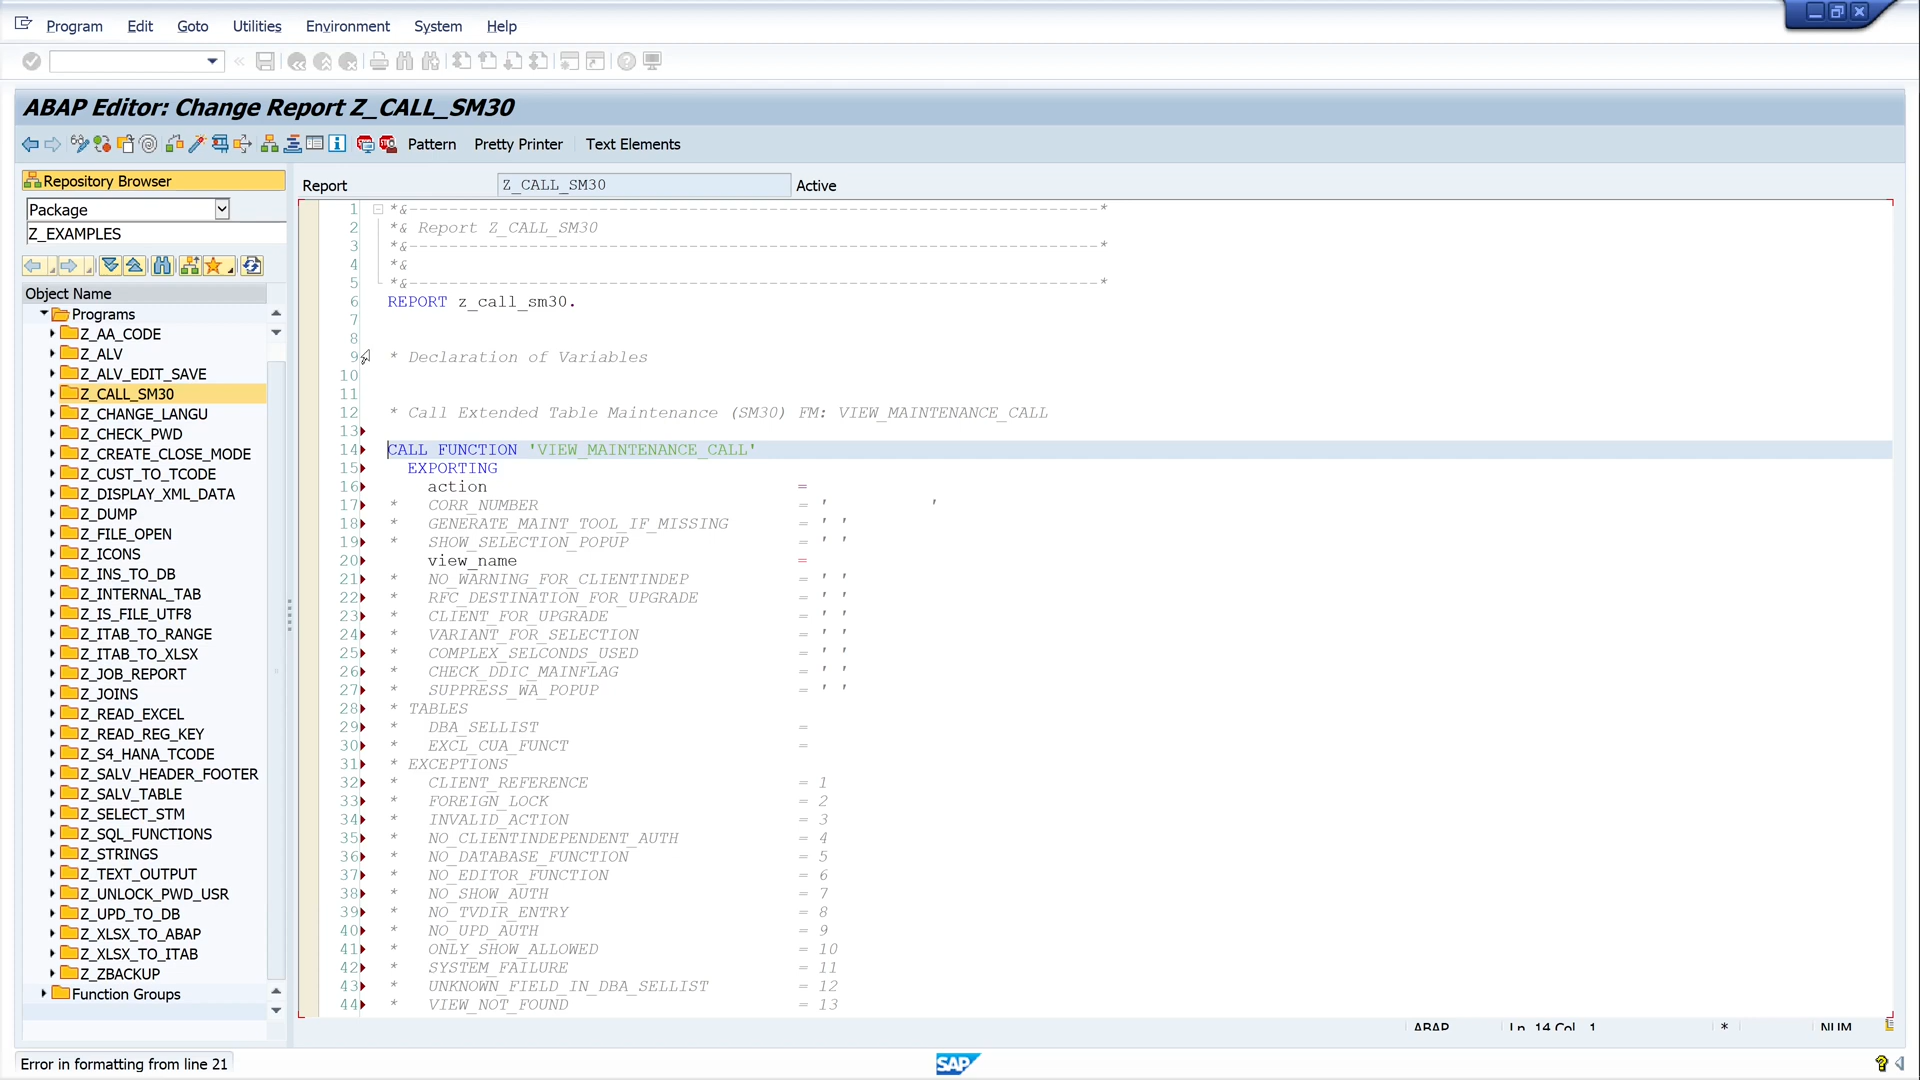 Program Edit Goto Utilities Environment System Help
ABAP Editor: Change Report Z_CALL_SM30
Pattern Pretty Printer Text Elements
Repository Browser
Package
Z_EXAMPLES
Object Name
Programs
Z_AA_CODE
Z_ALV
Z_ALV_EDIT_SAVE
Z_CALL_SM30
Z_CHANGE_LANGU
Z_CHECK_PWD
Z_CREATE_CLOSE_MODE
Z_CUST_TO_TCODE
Z_DISPLAY_XML_DATA
Z_DUMP
Z_FILE_OPEN
Z_ICONS
Z_INS_TO_DB
Z_INTERNAL_TAB
Z_IS_FILE_UTF8
Z_ITAB_TO_RANGE
Z_ITAB_TO_XLSX
Z_JOB_REPORT
Z_JOINS
Z_READ_EXCEL
Z_READ_REG_KEY
Z_S4_HANA_TCODE
Z_SALV_HEADER_FOOTER
Z_SALV_TABLE
Z_SELECT_STM
Z_SQL_FUNCTIONS
Z_STRINGS
Z_TEXT_OUTPUT
Z_UNLOCK_PWD_USR
Z_UPD_TO_DB
Z_XLSX_TO_ABAP
Z_XLSX_TO_ITAB
Z_ZBACKUP
Function Groups
Report Z_CALL_SM30 Active
1 *&---------------------------------------------------------------------*
2 *& Report Z_CALL_SM30
3 *&---------------------------------------------------------------------*
4 *&
5 *&---------------------------------------------------------------------*
6 REPORT z_call_sm30.
7
8
9 * Declaration of Variables
10
11
12 * Call Extended Table Maintenance (SM30) FM: VIEW_MAINTENANCE_CALL
13
14 CALL FUNCTION 'VIEW_MAINTENANCE_CALL'
15 EXPORTING
16 action =
17 * CORR_NUMBER = '          '
18 * GENERATE_MAINT_TOOL_IF_MISSING = ' '
19 * SHOW_SELECTION_POPUP = ' '
20 view_name =
21 * NO_WARNING_FOR_CLIENTINDEP = ' '
22 * RFC_DESTINATION_FOR_UPGRADE = ' '
23 * CLIENT_FOR_UPGRADE = ' '
24 * VARIANT_FOR_SELECTION = ' '
25 * COMPLEX_SELCONDS_USED = ' '
26 * CHECK_DDIC_MAINFLAG = ' '
27 * SUPPRESS_WA_POPUP = ' '
28 * TABLES
29 * DBA_SELLIST =
30 * EXCL_CUA_FUNCT =
31 * EXCEPTIONS
32 * CLIENT_REFERENCE = 1
33 * FOREIGN_LOCK = 2
34 * INVALID_ACTION = 3
35 * NO_CLIENTINDEPENDENT_AUTH = 4
36 * NO_DATABASE_FUNCTION = 5
37 * NO_EDITOR_FUNCTION = 6
38 * NO_SHOW_AUTH = 7
39 * NO_TVDIR_ENTRY = 8
40 * NO_UPD_AUTH = 9
41 * ONLY_SHOW_ALLOWED = 10
42 * SYSTEM_FAILURE = 11
43 * UNKNOWN_FIELD_IN_DBA_SELLIST = 12
44 * VIEW_NOT_FOUND = 13
ABAP Ln 14 Col 1 * NUM
Error in formatting from line 21
SAP